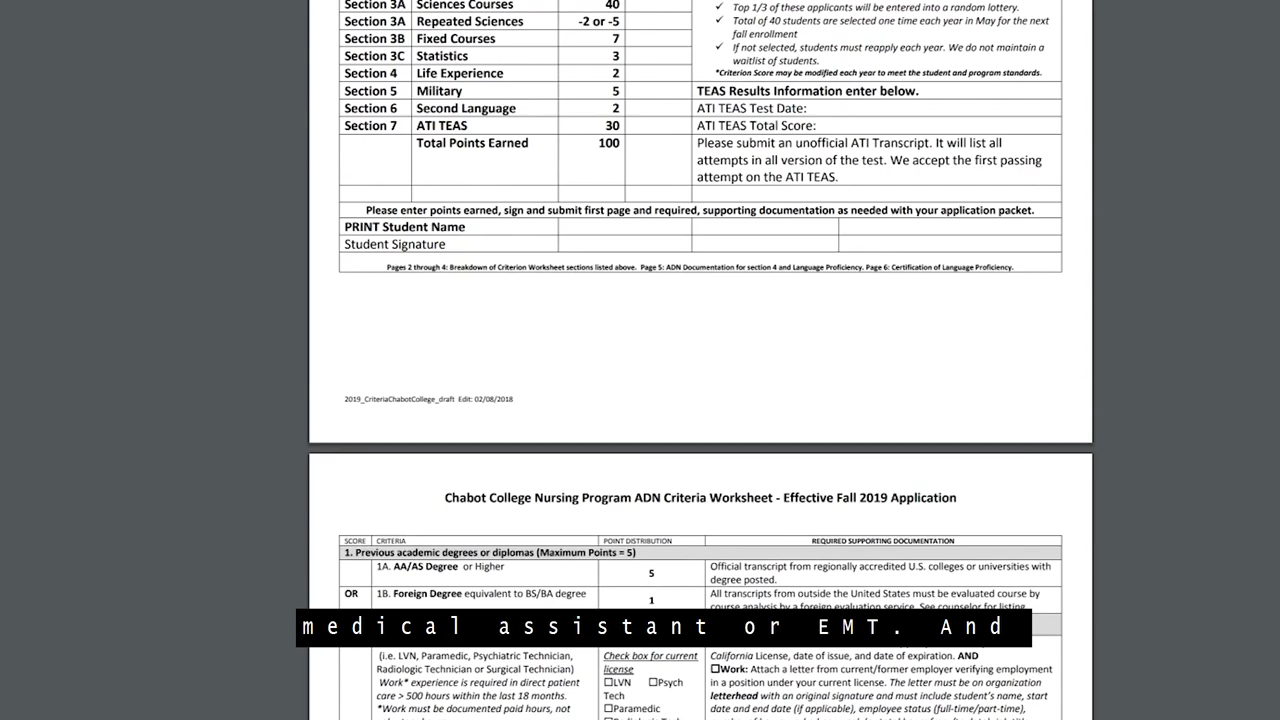 Section 3A Sciences Courses 40
Section 3A Repeated Sciences -2 or -5
Section 3B Fixed Courses 7
Section 3C Statistics 3
Section 4 Life Experience 2
Section 5 Military 5
Section 6 Second Language 2
Section 7 ATI TEAS 30
Total Points Earned 100
✓ Top 1/3 of these applicants will be entered into a random lottery.
✓ Total of 40 students are selected one time each year in May for the next
fall enrollment
✓ If not selected, students must reapply each year. We do not maintain a
waitlist of students.
*Criterion Score may be modified each year to meet the student and program standards.
TEAS Results Information enter below.
ATI TEAS Test Date:
ATI TEAS Total Score:
Please submit an unofficial ATI Transcript. It will list all
attempts in all version of the test. We accept the first passing
attempt on the ATI TEAS.
Please enter points earned, sign and submit first page and required, supporting documentation as needed with your application packet.
PRINT Student Name
Student Signature
Pages 2 through 4: Breakdown of Criterion Worksheet sections listed above. Page 5: ADN Documentation for section 4 and Language Proficiency. Page 6: Certification of Language Proficiency.
2019_CriteriaChabotCollege_draft Edit: 02/08/2018
Chabot College Nursing Program ADN Criteria Worksheet - Effective Fall 2019 Application
SCORE CRITERIA POINT DISTRIBUTION REQUIRED SUPPORTING DOCUMENTATION
1. Previous academic degrees or diplomas (Maximum Points = 5)
1A. AA/AS Degree or Higher 5 Official transcript from regionally accredited U.S. colleges or universities with
degree posted.
OR 1B. Foreign Degree equivalent to BS/BA degree 1 All transcripts from outside the United States must be evaluated course by
course analysis by a foreign evaluation service. See counselor for listing
medical assistant or EMT. And
(i.e. LVN, Paramedic, Psychiatric Technician,
Radiologic Technician or Surgical Technician)
Work* experience is required in direct patient
care > 500 hours within the last 18 months.
*Work must be documented paid hours, not
Check box for current
license
☐LVN ☐Psych
Tech
☐Paramedic
California License, date of issue, and date of expiration. AND
☐Work: Attach a letter from current/former employer verifying employment
in a position under your current license. The letter must be on organization
letterhead with an original signature and must include student's name, start
date and end date (if applicable), employee status (full-time/part-time),